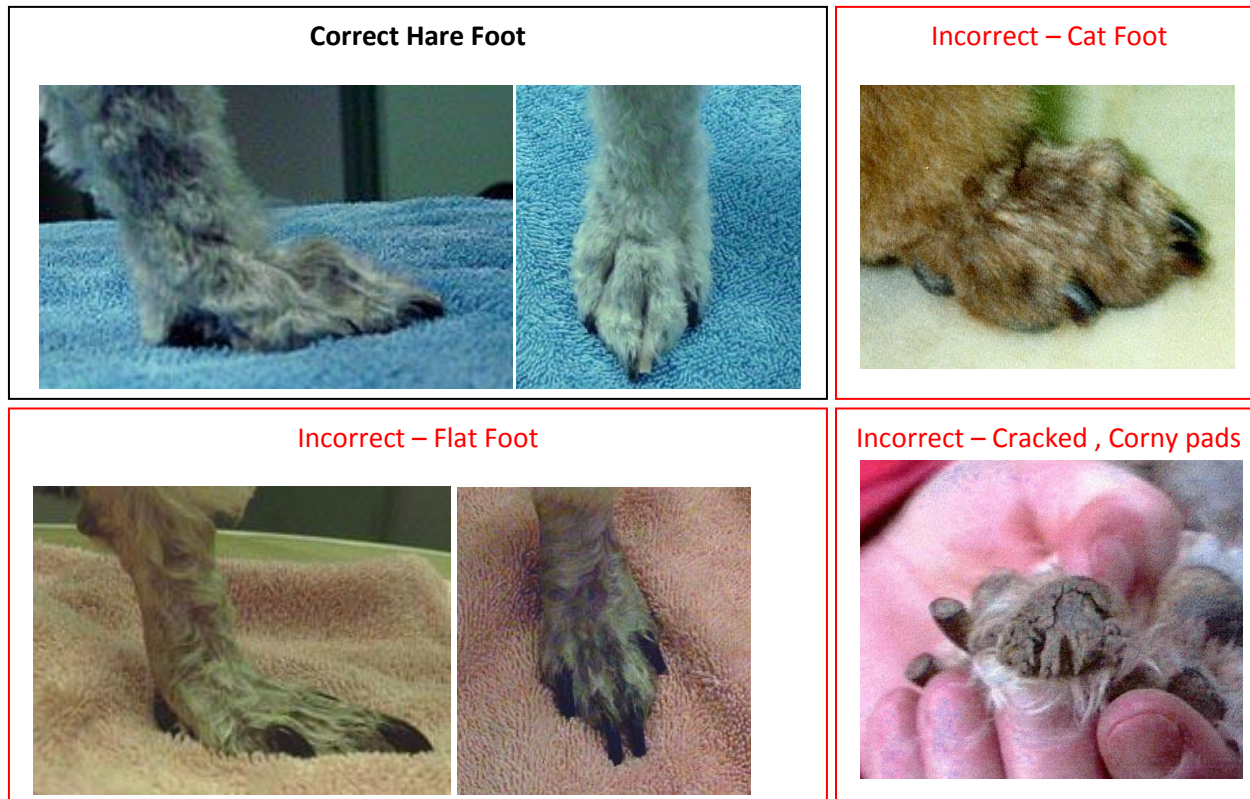 Correct Hare Foot
Incorrect – Cat Foot
Incorrect – Flat Foot
Incorrect – Cracked , Corny pads